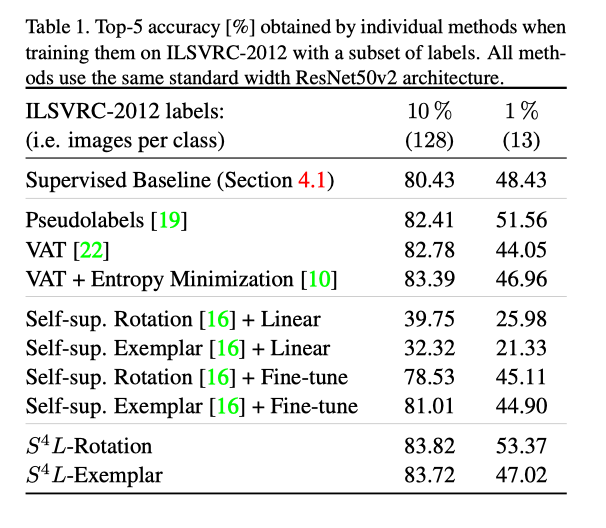 Table 1. Top-5 accuracy [%] obtained by individual methods when
training them on ILSVRC-2012 with a subset of labels. All meth-
ods use the same standard width ResNet50v2 architecture.
ILSVRC-2012 labels: 10 % 1 %
(i.e. images per class) (128) (13)
Supervised Baseline (Section 4.1) 80.43 48.43
Pseudolabels [19] 82.41 51.56
VAT [22] 82.78 44.05
VAT + Entropy Minimization [10] 83.39 46.96
Self-sup. Rotation [16] + Linear 39.75 25.98
Self-sup. Exemplar [16] + Linear 32.32 21.33
Self-sup. Rotation [16] + Fine-tune 78.53 45.11
Self-sup. Exemplar [16] + Fine-tune 81.01 44.90
S⁴L-Rotation 83.82 53.37
S⁴L-Exemplar 83.72 47.02